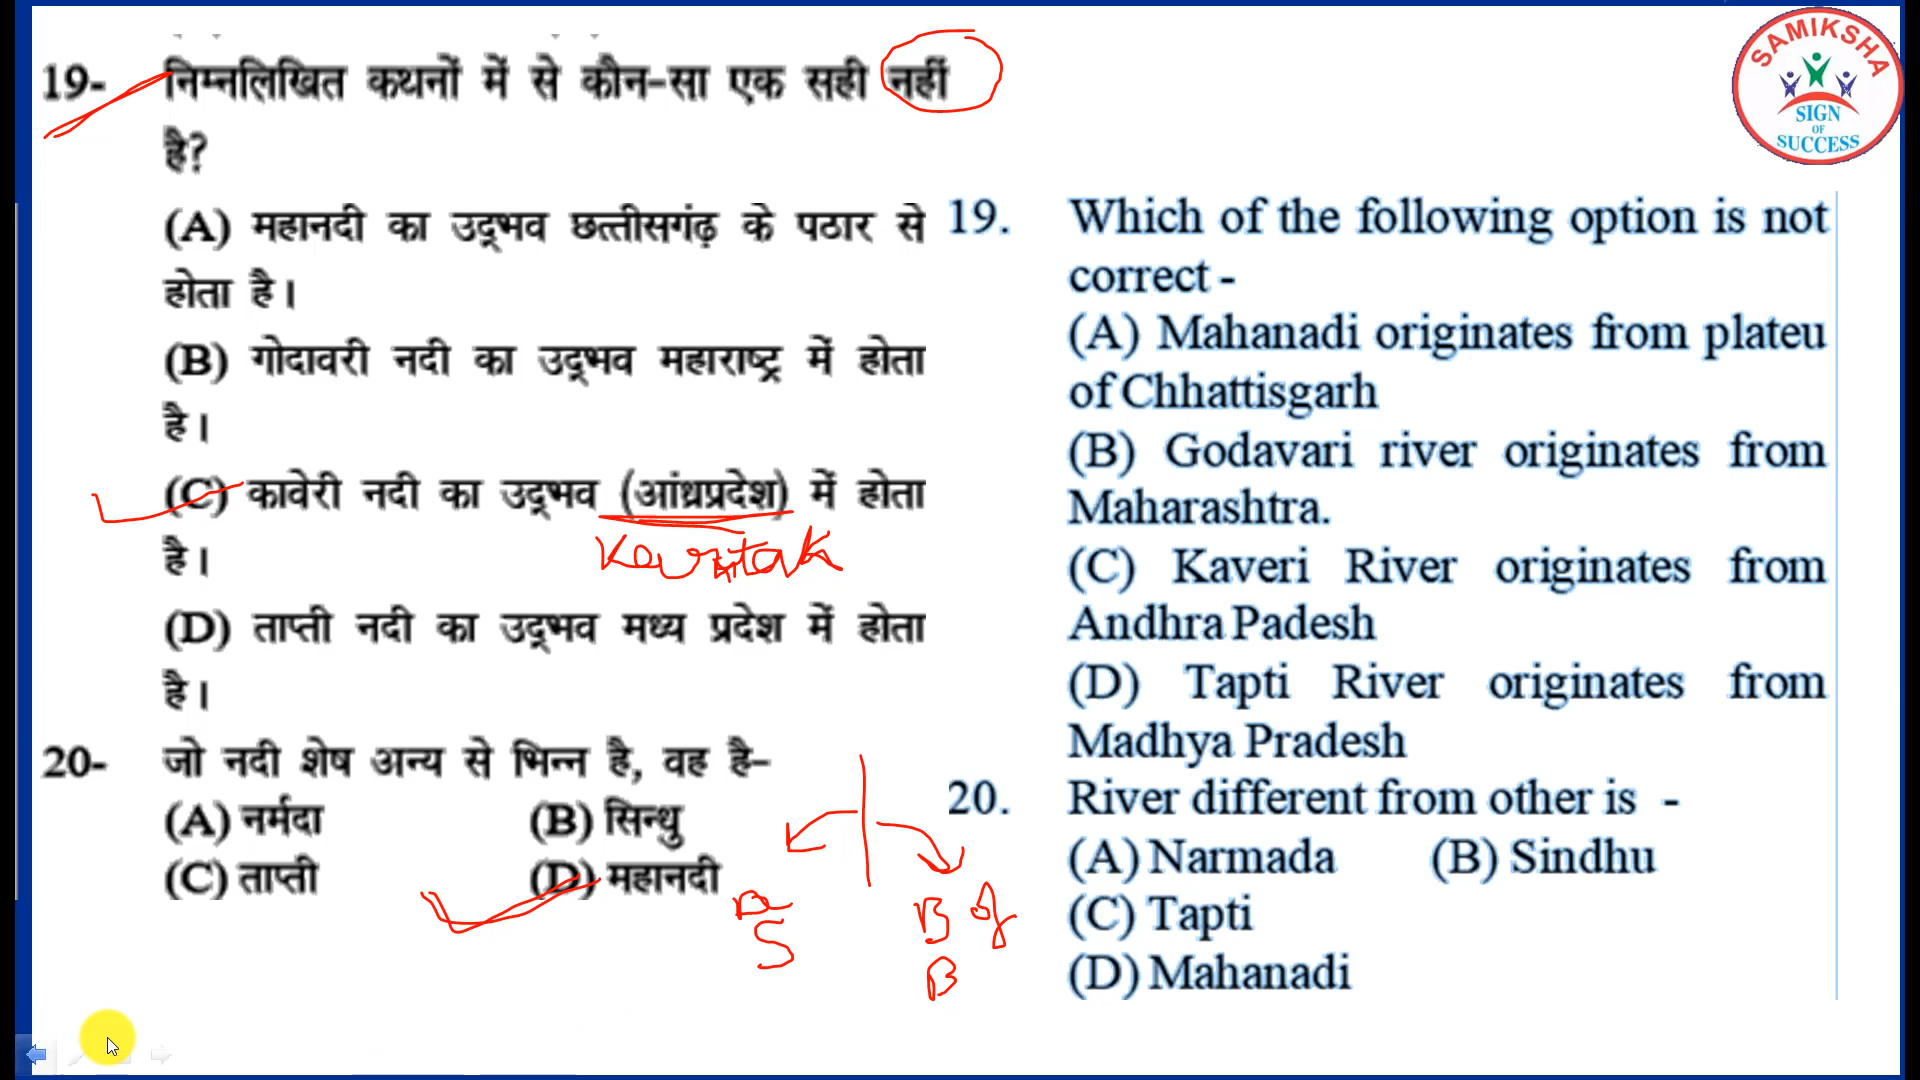 19- निम्नलिखित कथनों में से कौन-सा एक सही नहीं
है?
(A) महानदी का उद्भव छत्तीसगंढ़ के पठार से
होता है।
(B) गोदावरी नदी का उद्भव महाराष्ट्र में होता
है।
(C) कावेरी नदी का उद्भव (आंध्रप्रदेश) में होता
है।
(D) ताप्ती नदी का उद्भव मध्य प्रदेश में होता
है।
20- जो नदी शेष अन्य से भिन्न है, वह है-
(A) नर्मदा (B) सिन्धु
(C) ताप्ती (D) महानदी
S
B of
B
SAMIKSHA
SIGN
OF
SUCCESS
19. Which of the following option is not
correct -
(A) Mahanadi originates from plateu
of Chhattisgarh
(B) Godavari river originates from
Maharashtra.
(C) Kaveri River originates from
Andhra Padesh
(D) Tapti River originates from
Madhya Pradesh
20. River different from other is -
(A) Narmada (B) Sindhu
(C) Tapti
(D) Mahanadi